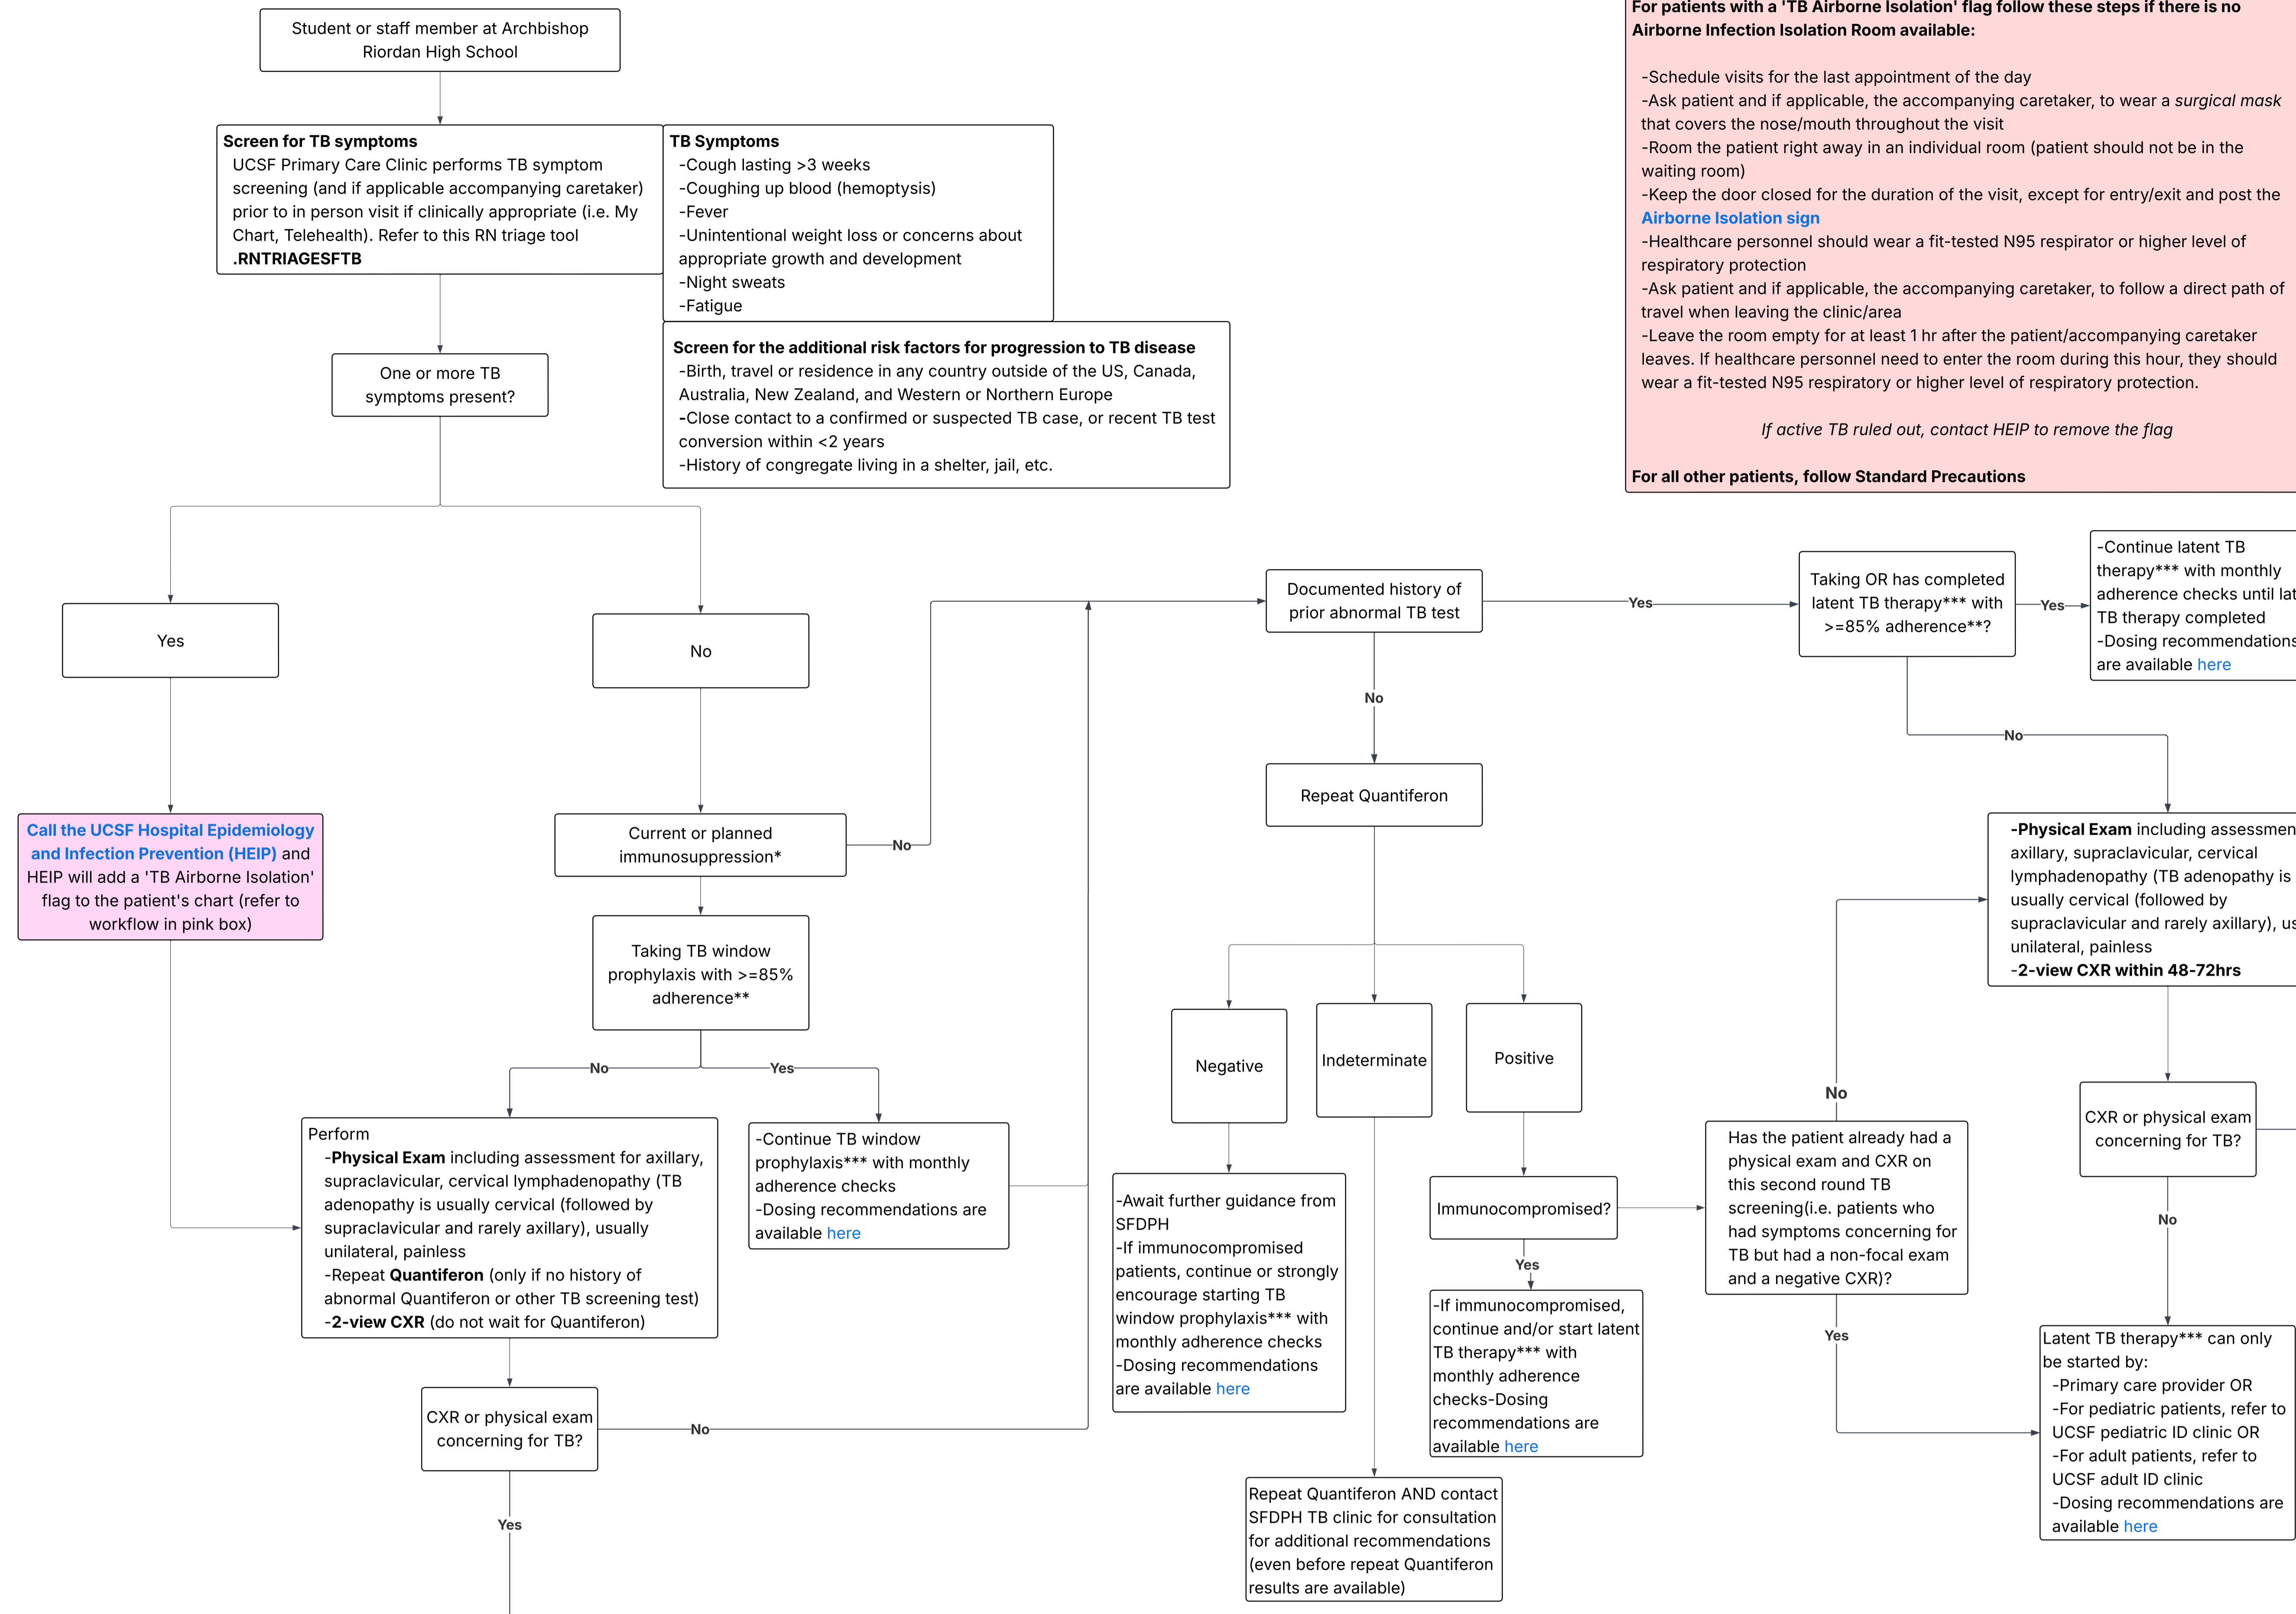 Student or staff member at Archbishop
Riordan High School
Screen for TB symptoms
UCSF Primary Care Clinic performs TB symptom
screening (and if applicable accompanying caretaker)
prior to in person visit if clinically appropriate (i.e. My
Chart, Telehealth). Refer to this RN triage tool
.RNTRIAGESFTB
TB Symptoms
-Cough lasting >3 weeks
-Coughing up blood (hemoptysis)
-Fever
-Unintentional weight loss or concerns about
appropriate growth and development
-Night sweats
-Fatigue
Screen for the additional risk factors for progression to TB disease
-Birth, travel or residence in any country outside of the US, Canada,
Australia, New Zealand, and Western or Northern Europe
-Close contact to a confirmed or suspected TB case, or recent TB test
conversion within <2 years
-History of congregate living in a shelter, jail, etc.
For patients with a 'TB Airborne Isolation' flag follow these steps if there is no
Airborne Infection Isolation Room available:
-Schedule visits for the last appointment of the day
-Ask patient and if applicable, the accompanying caretaker, to wear a surgical mask
that covers the nose/mouth throughout the visit
-Room the patient right away in an individual room (patient should not be in the
waiting room)
-Keep the door closed for the duration of the visit, except for entry/exit and post the
Airborne Isolation sign
-Healthcare personnel should wear a fit-tested N95 respirator or higher level of
respiratory protection
-Ask patient and if applicable, the accompanying caretaker, to follow a direct path of
travel when leaving the clinic/area
-Leave the room empty for at least 1 hr after the patient/accompanying caretaker
leaves. If healthcare personnel need to enter the room during this hour, they should
wear a fit-tested N95 respiratory or higher level of respiratory protection.
If active TB ruled out, contact HEIP to remove the flag
For all other patients, follow Standard Precautions
One or more TB
symptoms present?
Yes
No
Call the UCSF Hospital Epidemiology
and Infection Prevention (HEIP) and
HEIP will add a 'TB Airborne Isolation'
flag to the patient's chart (refer to
workflow in pink box)
Current or planned
immunosuppression*
No
Taking TB window
prophylaxis with >=85%
adherence**
No
Yes
Perform
-Physical Exam including assessment for axillary,
supraclavicular, cervical lymphadenopathy (TB
adenopathy is usually cervical (followed by
supraclavicular and rarely axillary), usually
unilateral, painless
-Repeat Quantiferon (only if no history of
abnormal Quantiferon or other TB screening test)
-2-view CXR (do not wait for Quantiferon)
-Continue TB window
prophylaxis*** with monthly
adherence checks
-Dosing recommendations are
available here
CXR or physical exam
concerning for TB?
No
Yes
Documented history of
prior abnormal TB test
Yes
No
Repeat Quantiferon
Negative
Indeterminate
Positive
-Await further guidance from
SFDPH
-If immunocompromised
patients, continue or strongly
encourage starting TB
window prophylaxis*** with
monthly adherence checks
-Dosing recommendations
are available here
Repeat Quantiferon AND contact
SFDPH TB clinic for consultation
for additional recommendations
(even before repeat Quantiferon
results are available)
Immunocompromised?
Yes
-If immunocompromised,
continue and/or start latent
TB therapy*** with
monthly adherence
checks-Dosing
recommendations are
available here
Has the patient already had a
physical exam and CXR on
this second round TB
screening(i.e. patients who
had symptoms concerning for
TB but had a non-focal exam
and a negative CXR)?
No
Yes
Taking OR has completed
latent TB therapy*** with
>=85% adherence**?
Yes
No
-Continue latent TB
therapy*** with monthly
adherence checks until
TB therapy completed
-Dosing recommendations
are available here
-Physical Exam including
axillary, supraclavicular, cervical
lymphadenopathy (TB adenopathy is
usually cervical (followed by
supraclavicular and rarely axillary),
unilateral, painless
-2-view CXR within 48-72hrs
CXR or physical exam
concerning for TB?
No
Latent TB therapy*** can only
be started by:
-Primary care provider OR
-For pediatric patients, refer to
UCSF pediatric ID clinic OR
-For adult patients, refer to
UCSF adult ID clinic
-Dosing recommendations are
available here